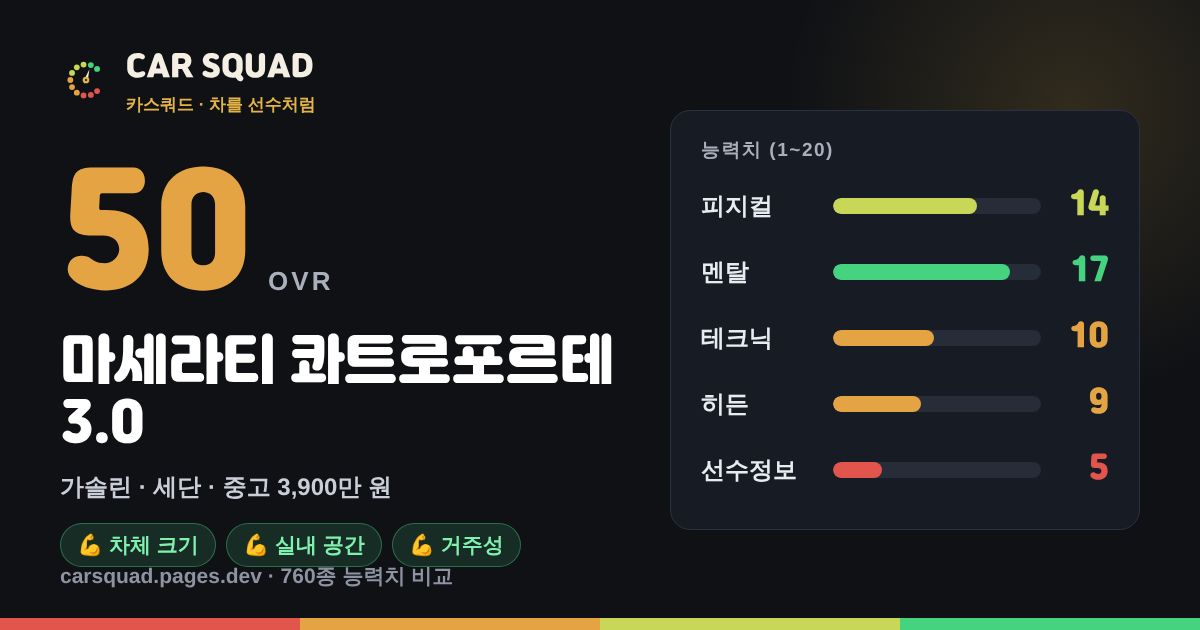 CAR SQUAD
카스쿼드 · 차를 선수처럼
50 OVR
마세라티 콰트로포르테
3.0
가솔린 · 세단 · 중고 3,900만 원
💪 차체 크기 💪 실내 공간 💪 거주성
carsquad.pages.dev · 760종 능력치 비교
능력치 (1~20)
피지컬 14
멘탈 17
테크닉 10
히든 9
선수정보 5